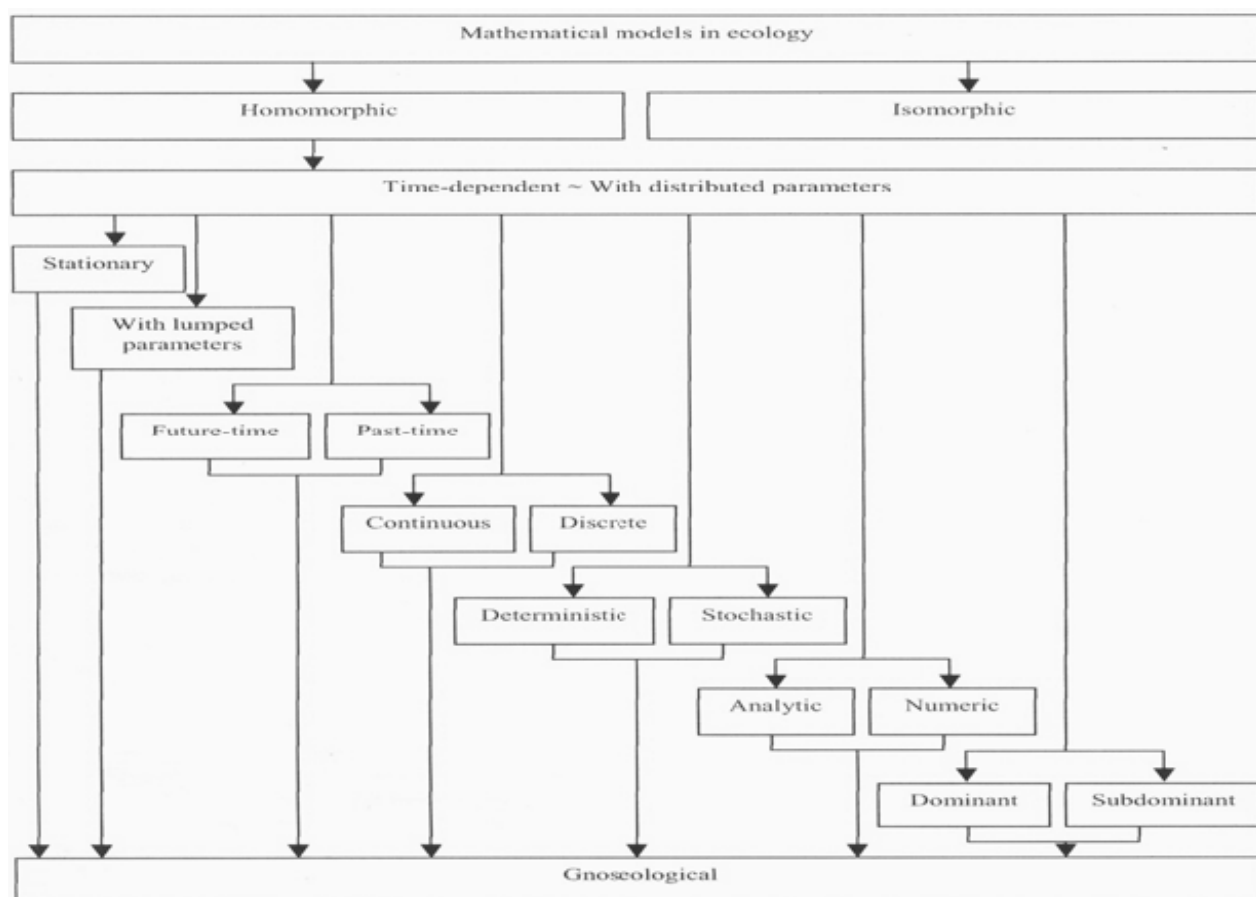 Mathematical models in ecology
Homomorphic
Isomorphic
Time-dependent ~ With distributed parameters
Stationary
With lumped
parameters
Future-time
Past-time
Continuous
Discrete
Deterministic
Stochastic
Analytic
Numeric
Dominant
Subdominant
Gnoseological